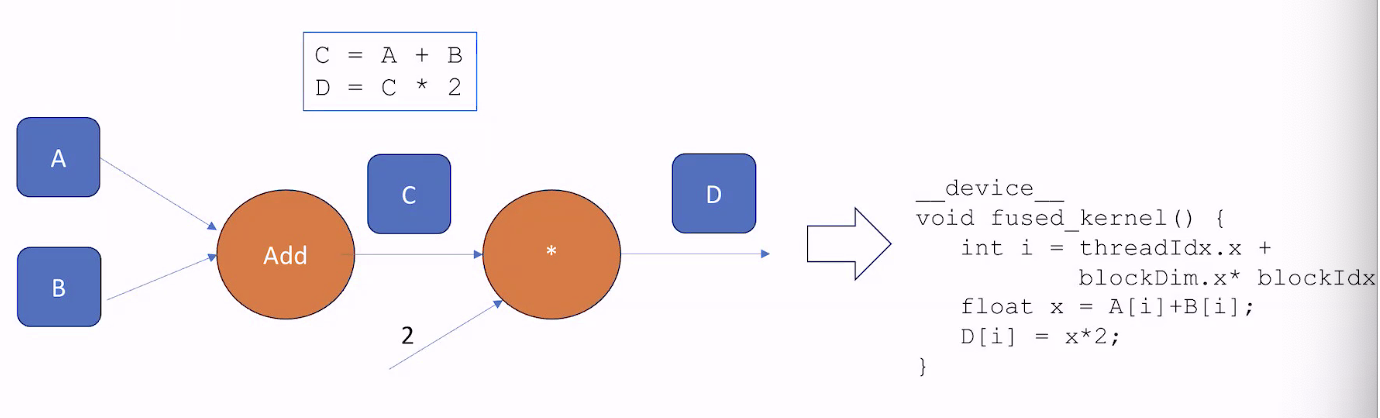 C = A + B
D = C * 2
A
B
Add
C
2
*
D
__device__
void fused_kernel() {
int i = threadIdx.x +
blockDim.x* blockIdx
float x = A[i]+B[i];
D[i] = x*2;
}